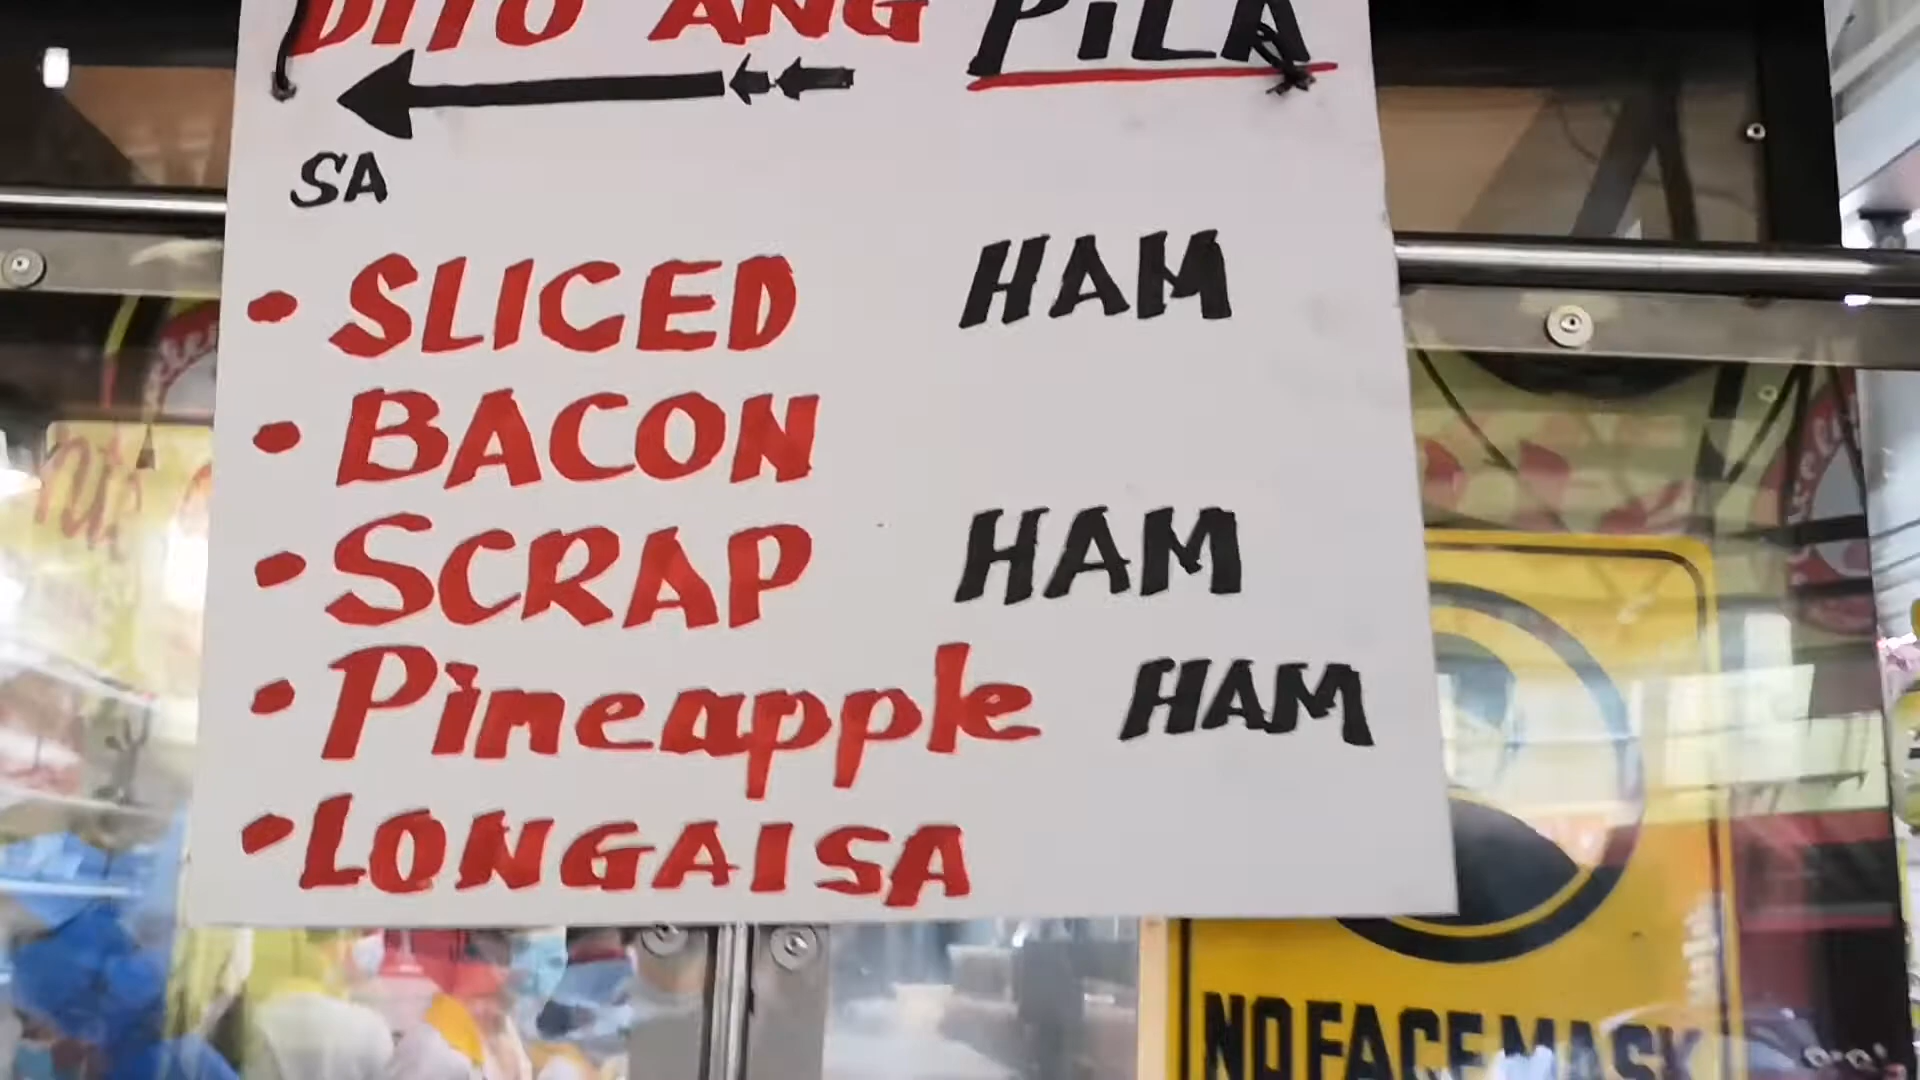 DITO ANG PILA
SA
• SLICED HAM
• BACON
• SCRAP HAM
• Pineapple HAM
• LONGAISA
NO FACE MASK